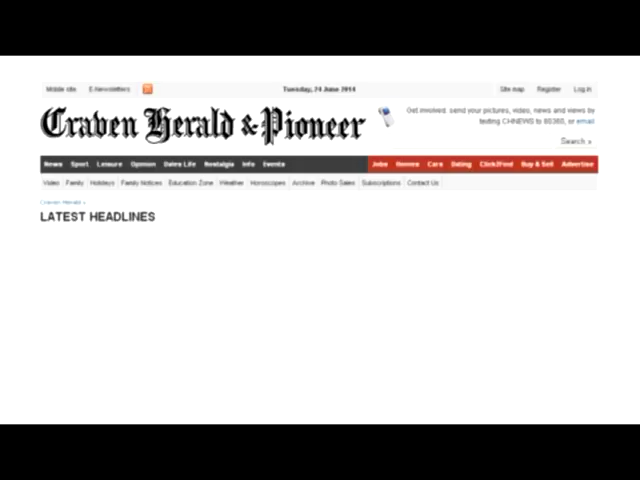 Mobile site E-Newsletters Tuesday, 24 June 2014 Site map Register Log in
Craven Herald & Pioneer
Get involved: send your pictures, video, news and views by
texting CHNEWS to 80360, or email
Search »
News Sport Leisure Opinion Dales Life Nostalgia Info Events Jobs Homes Cars Dating Click2Find Buy & Sell Advertise
Video Family Holidays Family Notices Education Zone Weather Horoscopes Archive Photo Sales Subscriptions Contact Us
Craven Herald »
LATEST HEADLINES